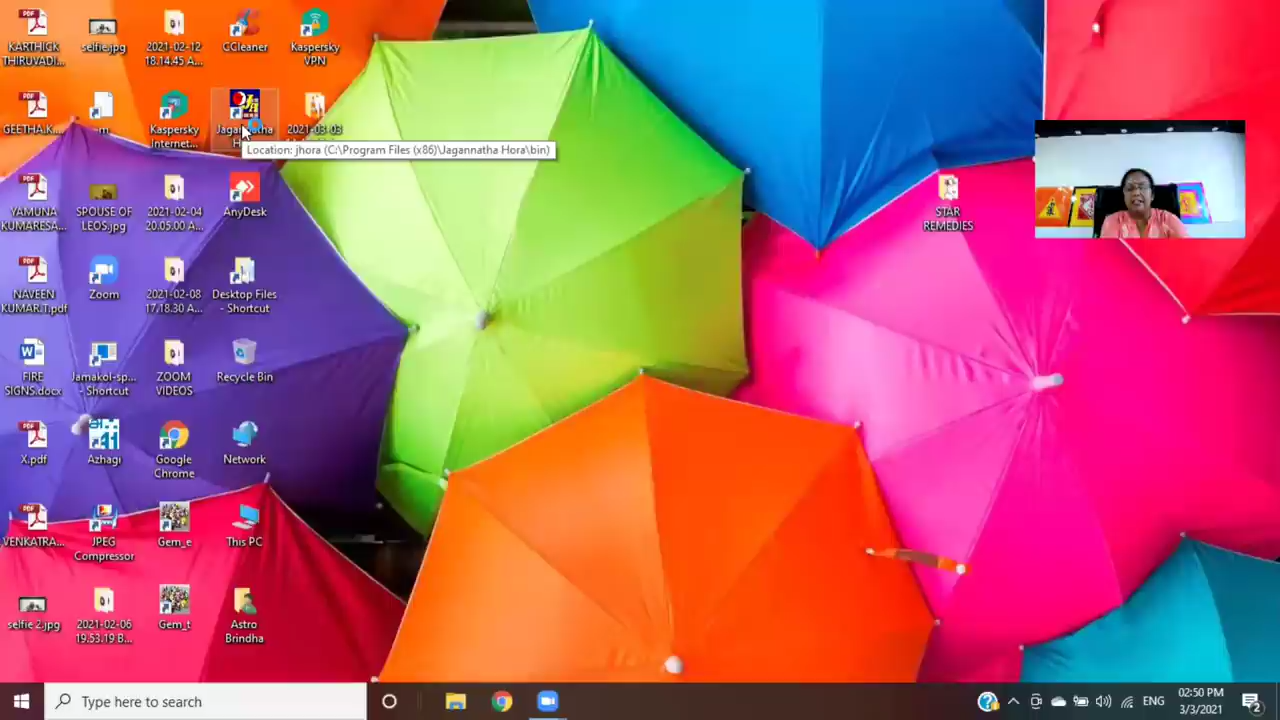 KARTHICK
THIRUVADI...
selfie.jpg
2021-02-12
18.14.45 A...
CCleaner
Kaspersky
VPN
GEETHA.K....
m
Kaspersky
Internet...
Jagannatha
H
2021-03-03
Location: jhora (C:\Program Files (x86)\Jagannatha Hora\bin)
YAMUNA
KUMARESA...
SPOUSE OF
LEOS.jpg
2021-02-04
20.05.00 A...
AnyDesk
STAR
REMEDIES
NAVEEN
KUMAR.T.pdf
Zoom
2021-02-08
17.18.30 A...
Desktop Files
- Shortcut
FIRE
SIGNS.docx
Jamakol-sp...
- Shortcut
ZOOM
VIDEOS
Recycle Bin
X.pdf
Azhagi
Google
Chrome
Network
VENKATRA...
JPEG
Compressor
Gem_e
This PC
selfie 2.jpg
2021-02-06
19.53.19 B...
Gem_t
Astro
Brindha
Type here to search
ENG
02:50 PM
3/3/2021
2